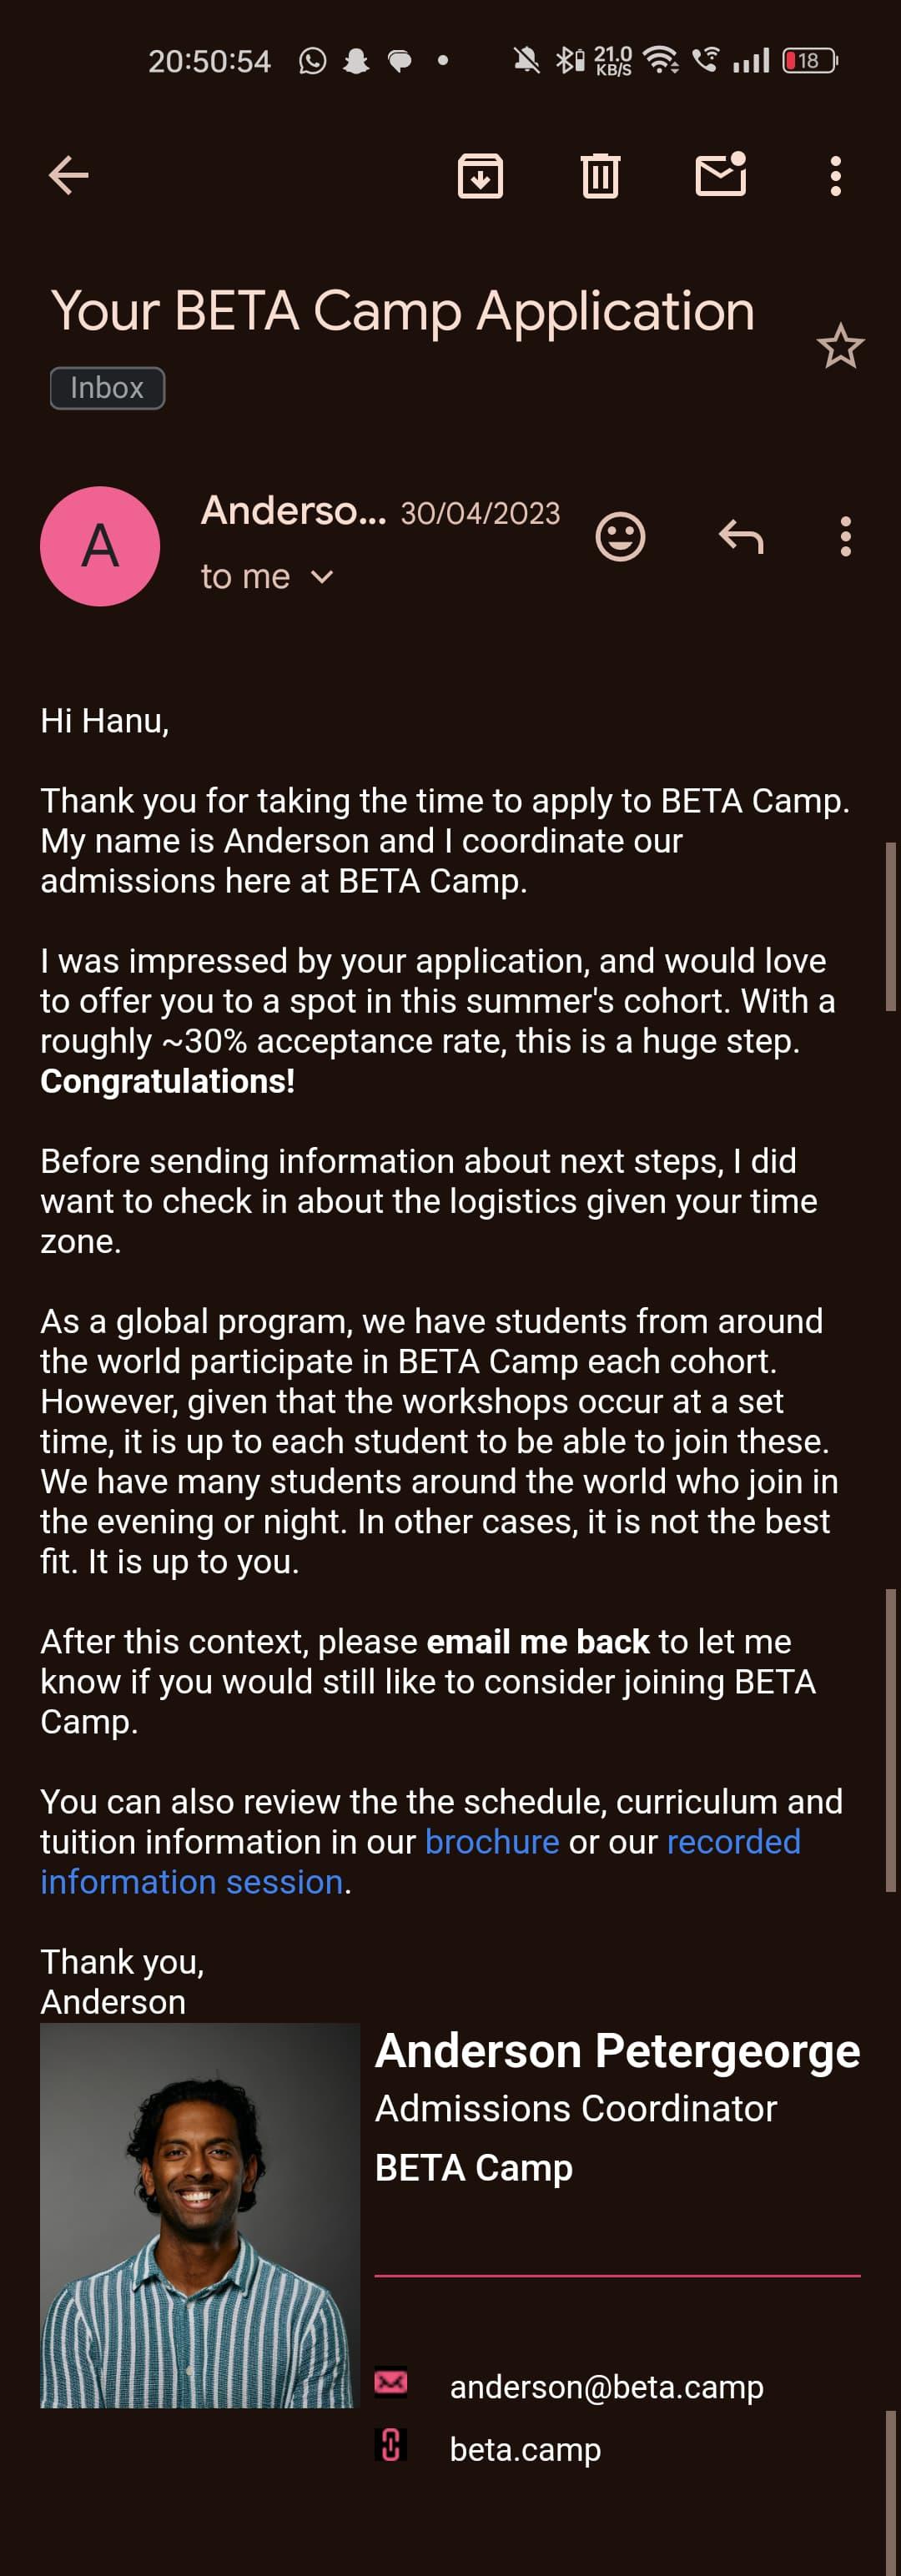 20:50:54
21.0
KB/S
18
Your BETA Camp Application
Inbox
A
Anderso... 30/04/2023
to me
Hi Hanu,
Thank you for taking the time to apply to BETA Camp.
My name is Anderson and I coordinate our
admissions here at BETA Camp.
I was impressed by your application, and would love
to offer you to a spot in this summer's cohort. With a
roughly ~30% acceptance rate, this is a huge step.
Congratulations!
Before sending information about next steps, I did
want to check in about the logistics given your time
zone.
As a global program, we have students from around
the world participate in BETA Camp each cohort.
However, given that the workshops occur at a set
time, it is up to each student to be able to join these.
We have many students around the world who join in
the evening or night. In other cases, it is not the best
fit. It is up to you.
After this context, please email me back to let me
know if you would still like to consider joining BETA
Camp.
You can also review the the schedule, curriculum and
tuition information in our brochure or our recorded
information session.
Thank you,
Anderson
Anderson Petergeorge
Admissions Coordinator
BETA Camp
anderson@beta.camp
beta.camp